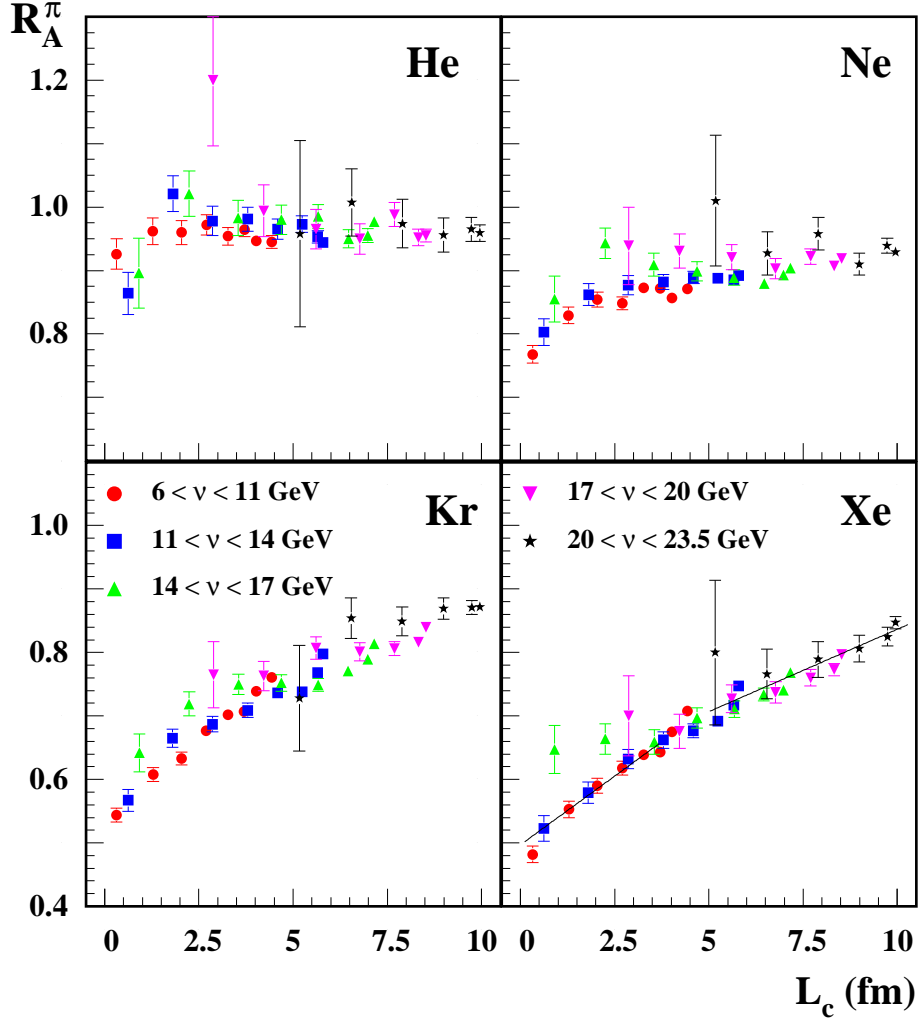 R_A^π
He
Ne
1.2
1.0
0.8
Kr
Xe
6 < ν < 11 GeV
11 < ν < 14 GeV
14 < ν < 17 GeV
17 < ν < 20 GeV
20 < ν < 23.5 GeV
1.0
0.8
0.6
0.4
0 2.5 5 7.5 10
0 2.5 5 7.5 10
L_c (fm)